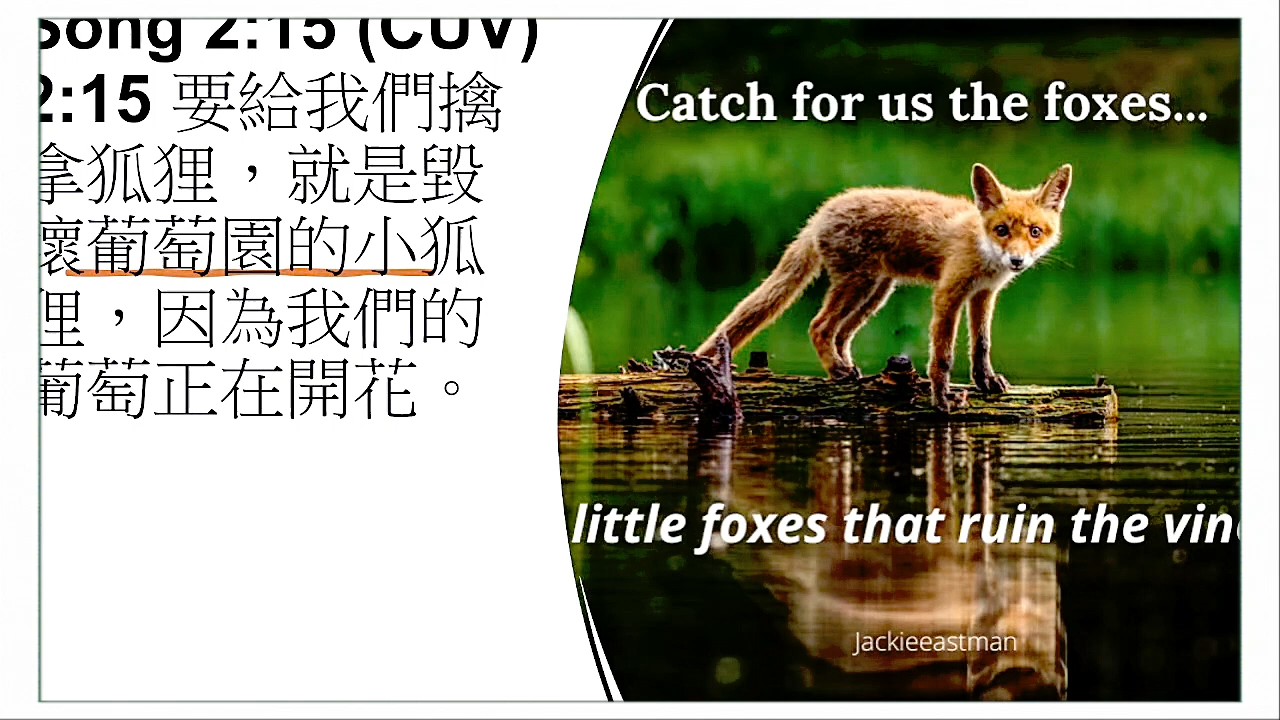 Song 2:15 (CUV)
2:15 要給我們擒
拿狐狸，就是毀
壞葡萄園的小狐
狸，因為我們的
葡萄正在開花。
Catch for us the foxes...
little foxes that ruin the
Jackieeastman